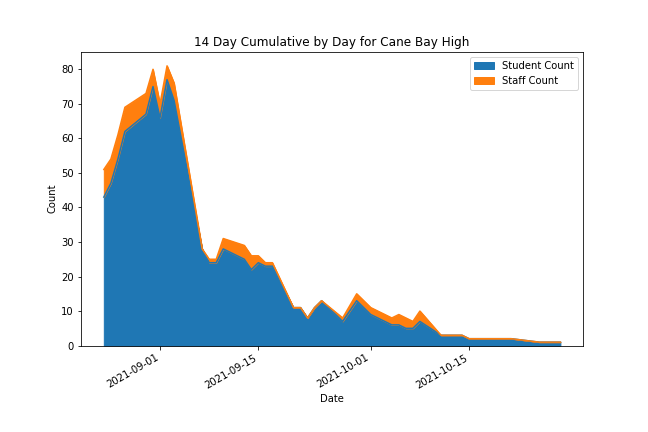 14 Day Cumulative by Day for Cane Bay High
Student Count
Staff Count
80
70
60
50
40
30
20
10
0
Count
2021-09-01
2021-09-15
2021-10-01
2021-10-15
Date